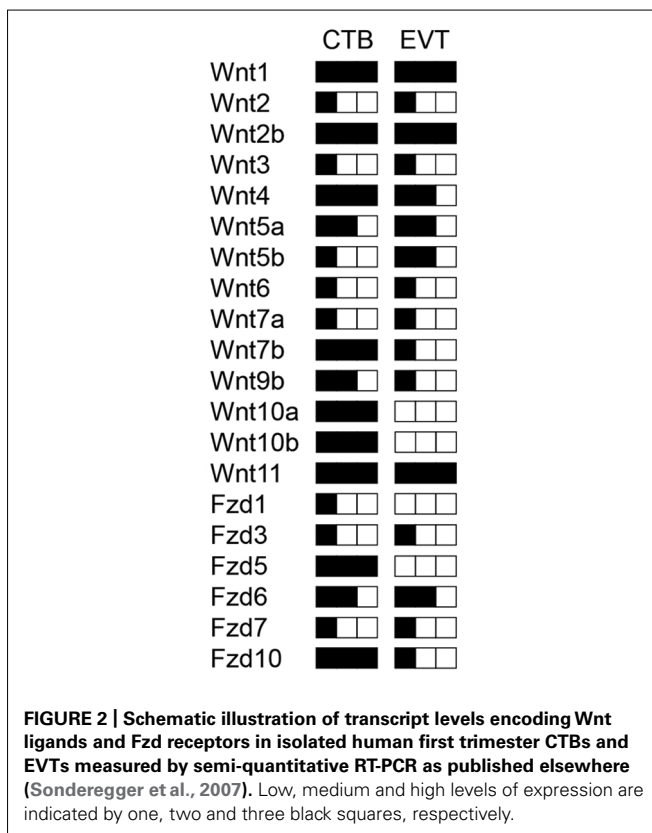 CTB EVT
Wnt1
Wnt2
Wnt2b
Wnt3
Wnt4
Wnt5a
Wnt5b
Wnt6
Wnt7a
Wnt7b
Wnt9b
Wnt10a
Wnt10b
Wnt11
Fzd1
Fzd3
Fzd5
Fzd6
Fzd7
Fzd10
FIGURE 2 | Schematic illustration of transcript levels encoding Wnt
ligands and Fzd receptors in isolated human first trimester CTBs and
EVTs measured by semi-quantitative RT-PCR as published elsewhere
(Sonderegger et al., 2007). Low, medium and high levels of expression are
indicated by one, two and three black squares, respectively.